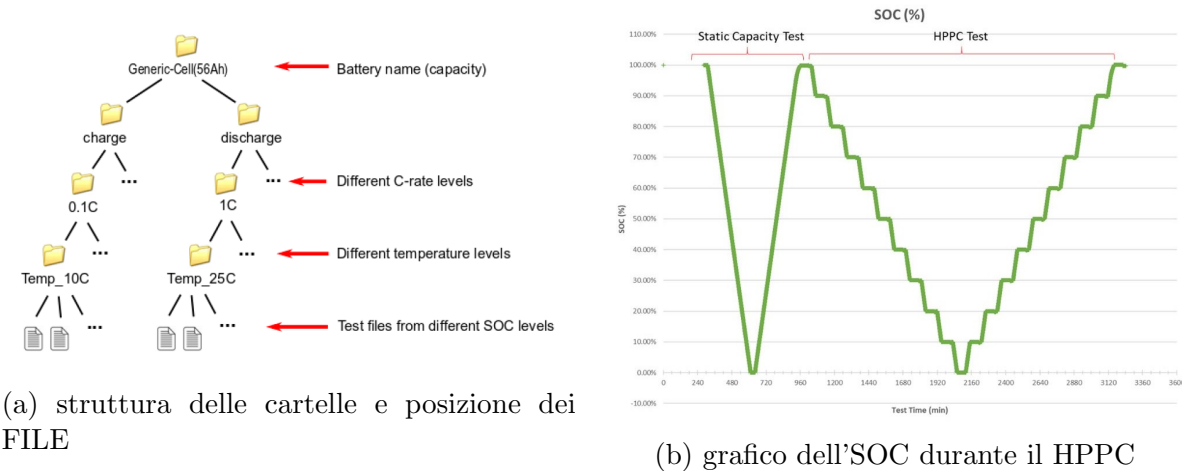 Generic-Cell(56Ah)
Battery name (capacity)
charge
discharge
...
...
Different C-rate levels
0.1C
1C
...
...
Different temperature levels
Temp_10C
Temp_25C
...
...
Test files from different SOC levels
(a) struttura delle cartelle e posizione dei
FILE
SOC (%)
Static Capacity Test
HPPC Test
110.00%
100.00%
90.00%
80.00%
70.00%
60.00%
50.00%
40.00%
30.00%
20.00%
10.00%
0.00%
-10.00%
SOC (%)
0 240 480 720 960 1200 1440 1680 1920 2160 2400 2640 2880 3120 3360 3600
Test Time (min)
(b) grafico dell'SOC durante il HPPC